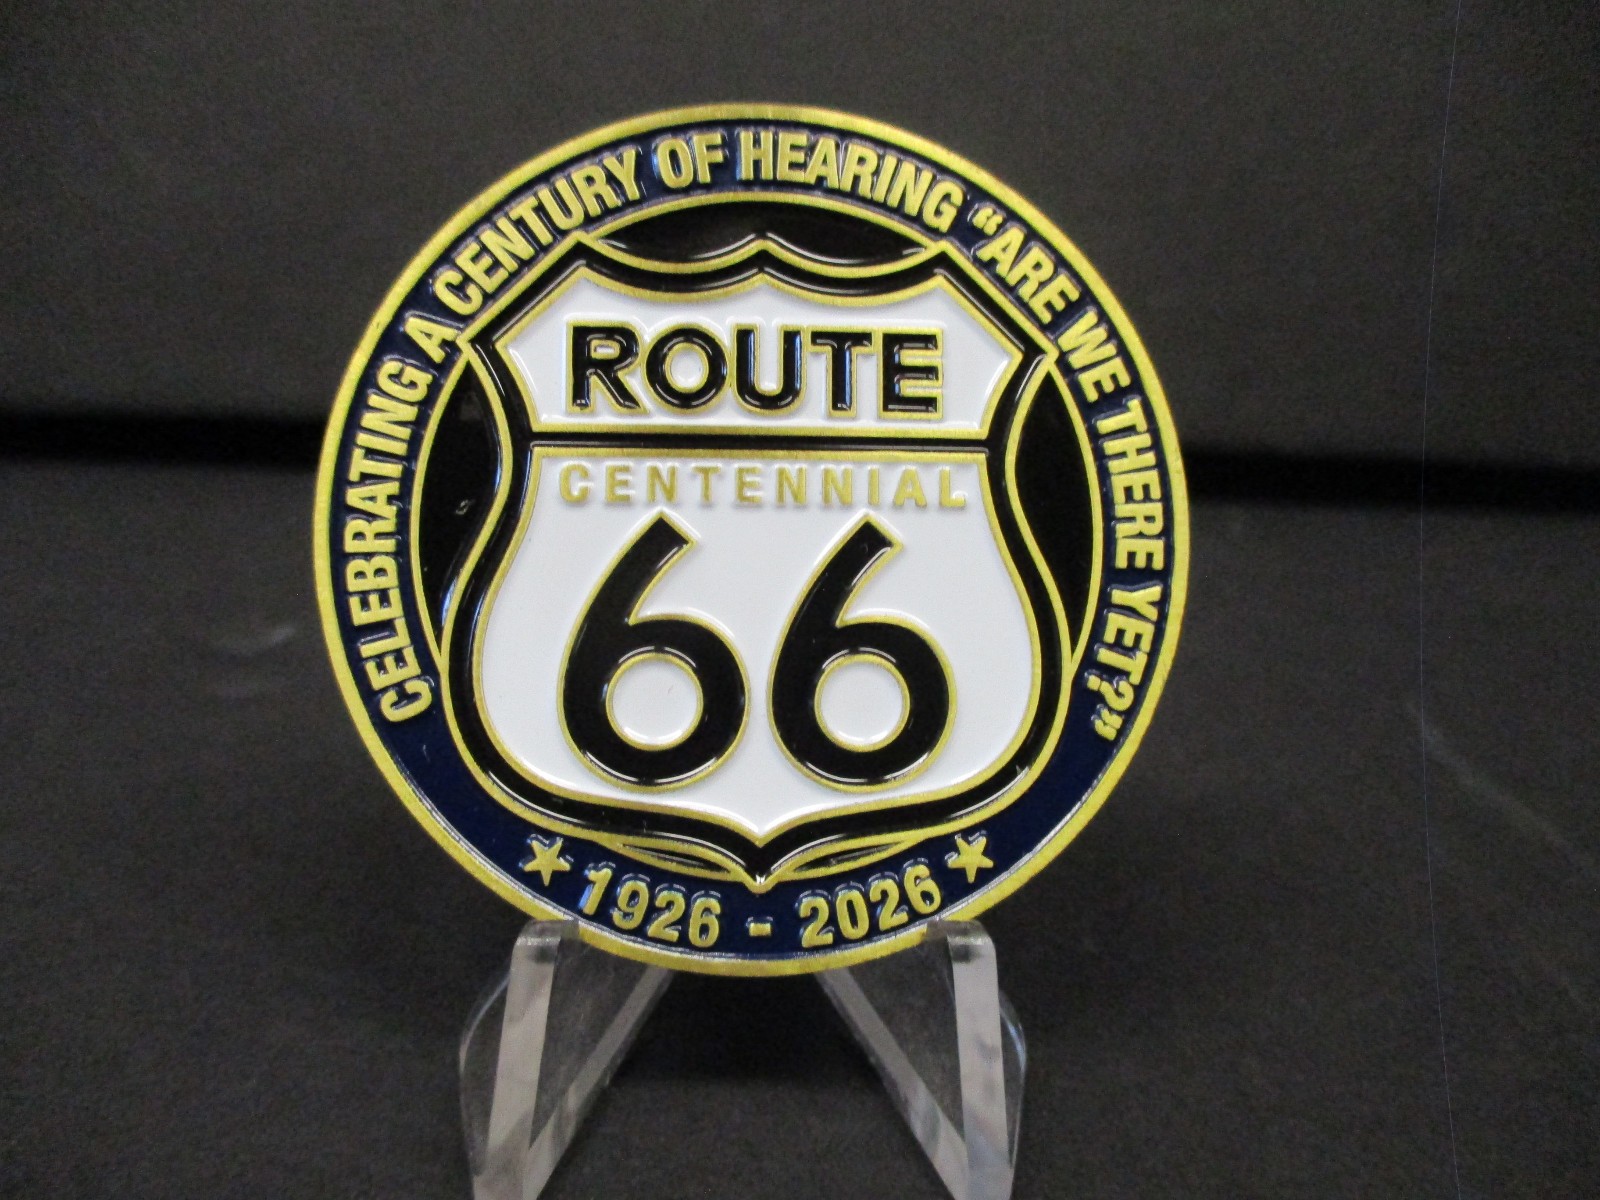 CELEBRATING A CENTURY OF HEARING “ARE WE THERE YET?”
ROUTE
CENTENNIAL
66
1926 - 2026